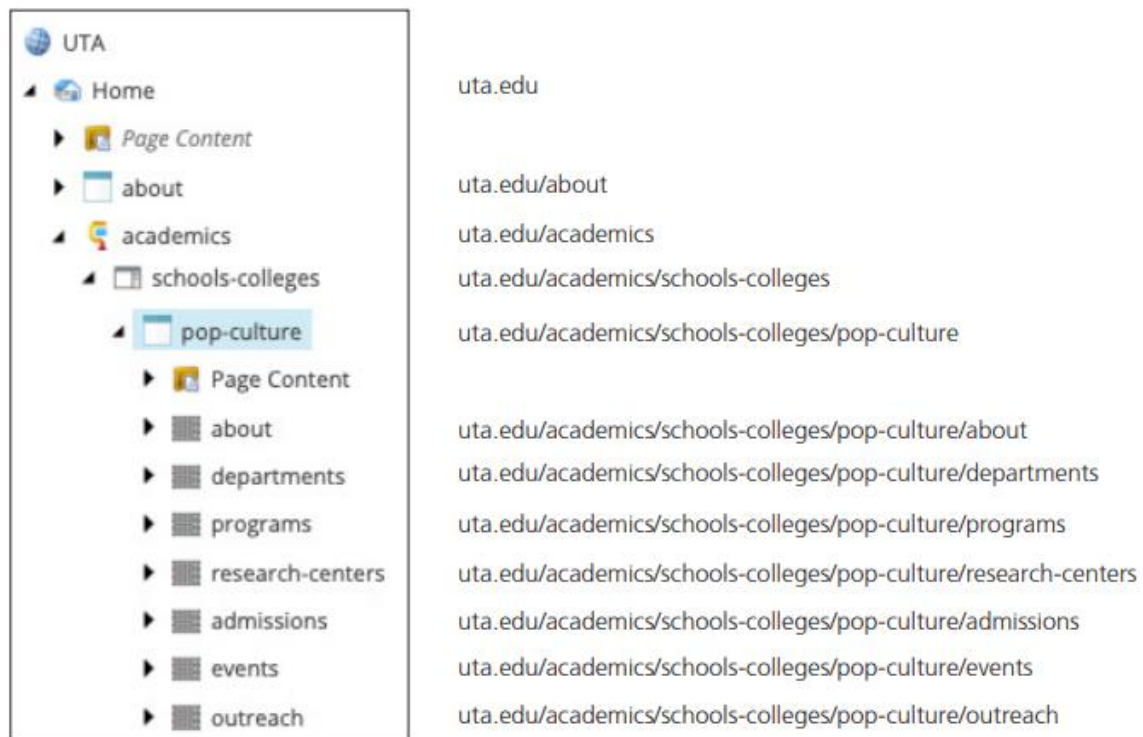 UTA
Home uta.edu
Page Content
about uta.edu/about
academics uta.edu/academics
schools-colleges uta.edu/academics/schools-colleges
pop-culture uta.edu/academics/schools-colleges/pop-culture
Page Content
about uta.edu/academics/schools-colleges/pop-culture/about
departments uta.edu/academics/schools-colleges/pop-culture/departments
programs uta.edu/academics/schools-colleges/pop-culture/programs
research-centers uta.edu/academics/schools-colleges/pop-culture/research-centers
admissions uta.edu/academics/schools-colleges/pop-culture/admissions
events uta.edu/academics/schools-colleges/pop-culture/events
outreach uta.edu/academics/schools-colleges/pop-culture/outreach